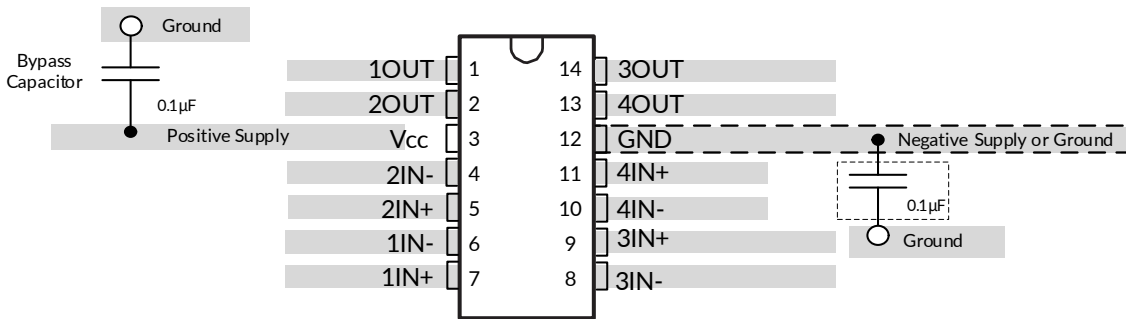 Ground
Bypass
Capacitor
0.1µF
Positive Supply
1OUT 1 14 3OUT
2OUT 2 13 4OUT
Vcc 3 12 GND Negative Supply or Ground
2IN- 4 11 4IN+
2IN+ 5 10 4IN- 0.1µF
1IN- 6 9 3IN+ Ground
1IN+ 7 8 3IN-